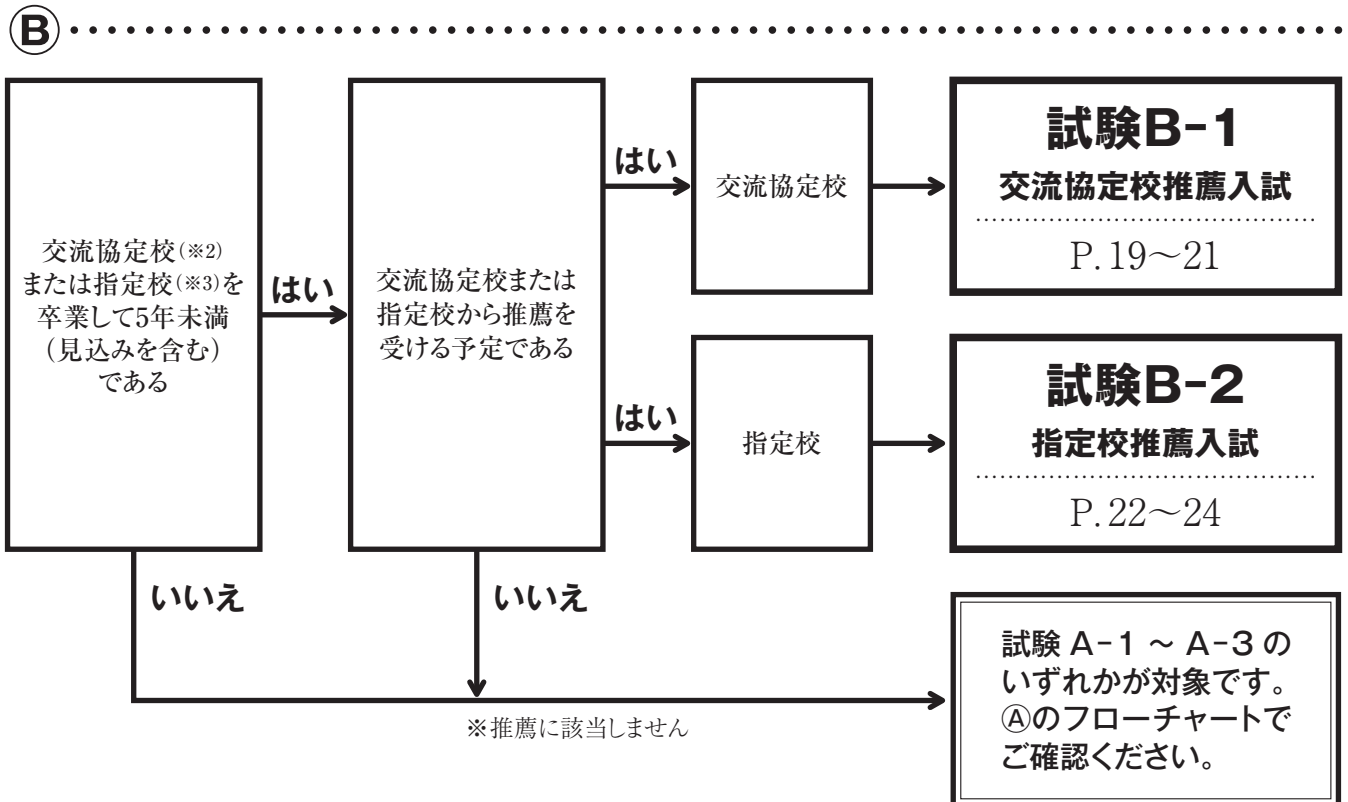 Ⓑ
交流協定校(※2)
または指定校(※3)を
卒業して5年未満
(見込みを含む)
である
はい
交流協定校または
指定校から推薦を
受ける予定である
はい
交流協定校
試験B-1
交流協定校推薦入試
P.19～21
はい
指定校
試験B-2
指定校推薦入試
P.22～24
いいえ
いいえ
※推薦に該当しません
試験 A-1 ～ A-3 の
いずれかが対象です。
Ⓐのフローチャートで
ご確認ください。